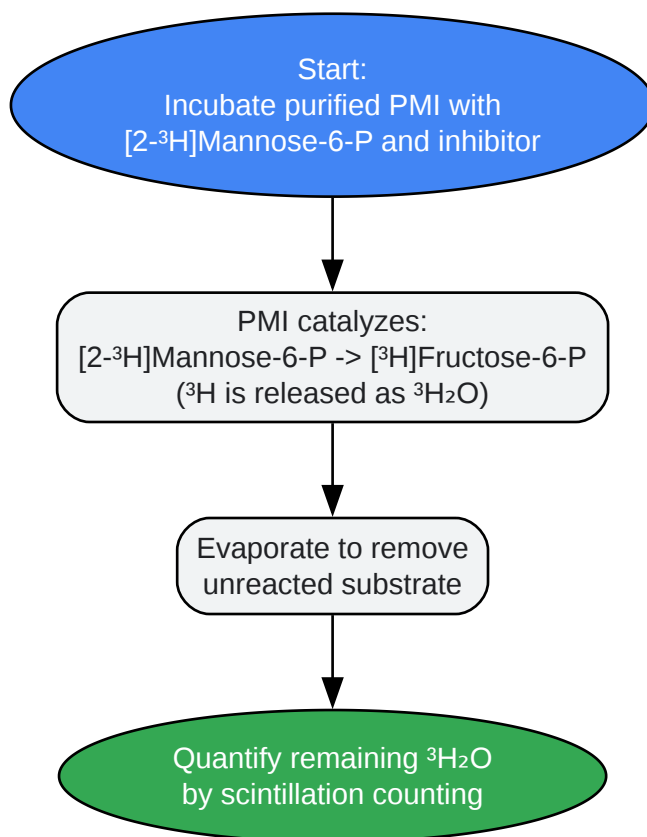 Start:
Incubate purified PMI with
[2-³H]Mannose-6-P and inhibitor
PMI catalyzes:
[2-³H]Mannose-6-P -> [³H]Fructose-6-P
(³H is released as ³H₂O)
Evaporate to remove
unreacted substrate
Quantify remaining ³H₂O
by scintillation counting